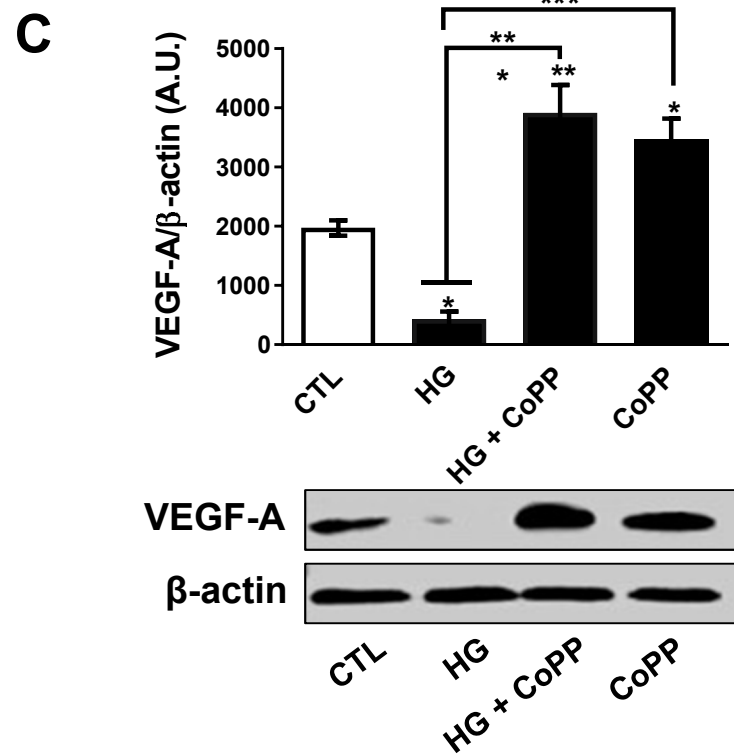 C
***
VEGF-A/β-actin (A.U.)
5000
4000
3000
2000
1000
0
**
* **
*
*
CTL
HG
HG + CoPP
CoPP
VEGF-A
β-actin
CTL
HG
HG + CoPP
CoPP